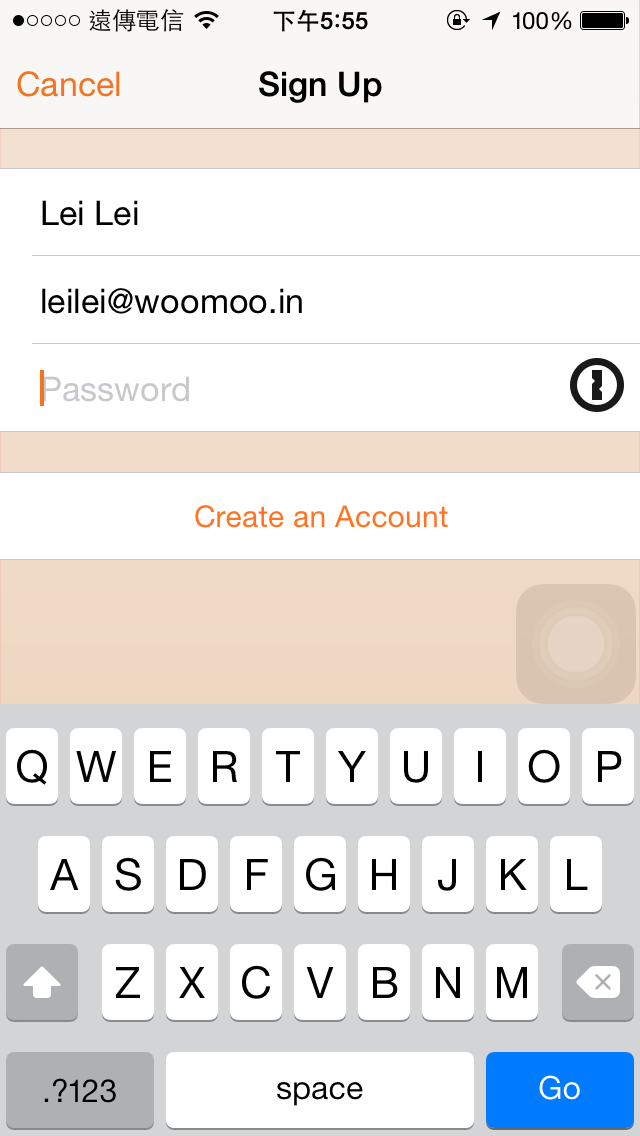 遠傳電信 下午5:55 100%
Cancel Sign Up
Lei Lei
leilei@woomoo.in
Password
Create an Account
Q W E R T Y U I O P
A S D F G H J K L
Z X C V B N M
.?123 space Go